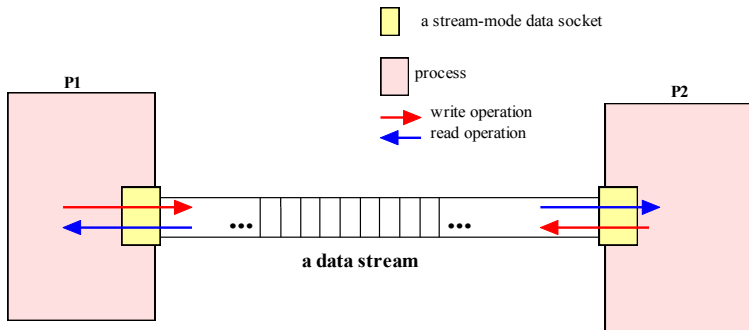 a stream-mode data socket
process
P1
P2
write operation
read operation
...
...
a data stream